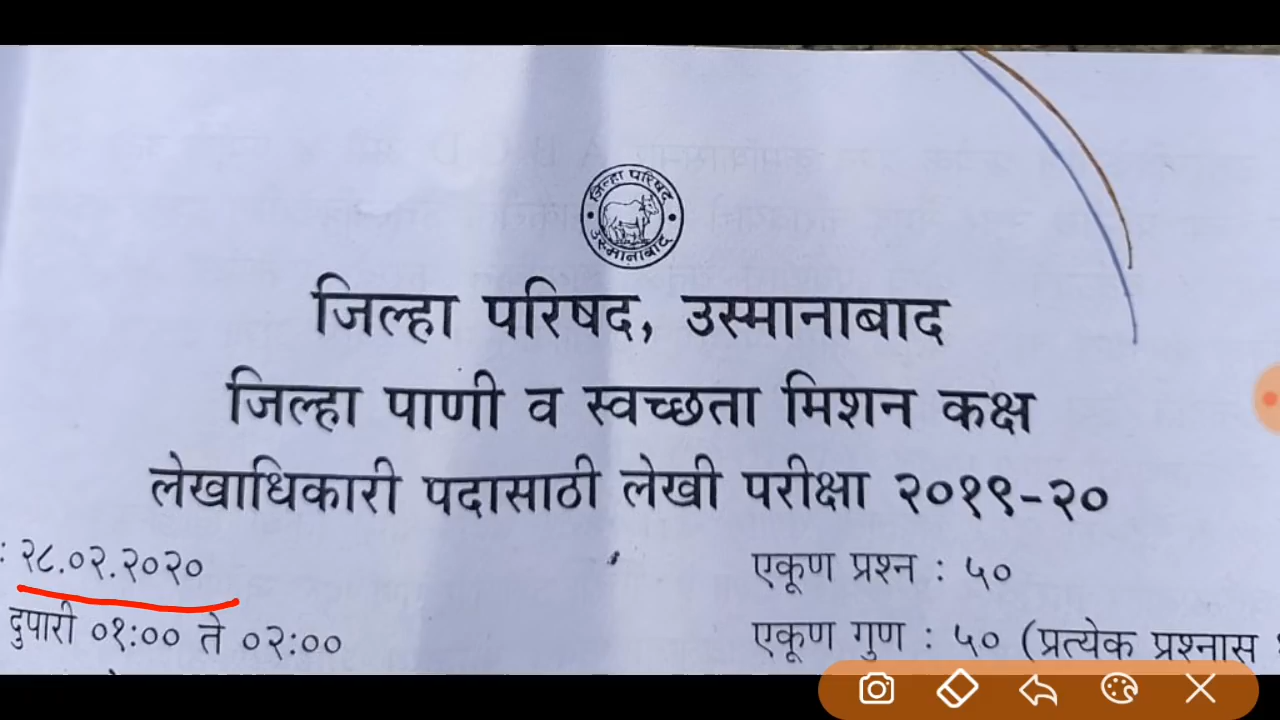 जिल्हा परिषद
उस्मानाबाद
जिल्हा परिषद, उस्मानाबाद
जिल्हा पाणी व स्वच्छता मिशन कक्ष
लेखाधिकारी पदासाठी लेखी परीक्षा २०१९-२०
: २८.०२.२०२० एकूण प्रश्न : ५०
दुपारी ०१:०० ते ०२:०० एकूण गुण : ५० (प्रत्येक प्रश्नास